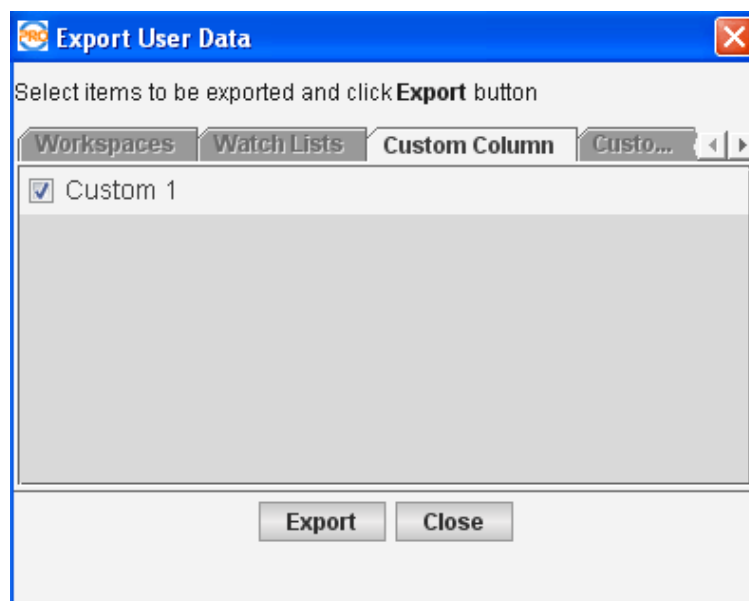 PRO Export User Data
Select items to be exported and click Export button
Workspaces Watch Lists Custom Column Custo...
Custom 1
Export Close